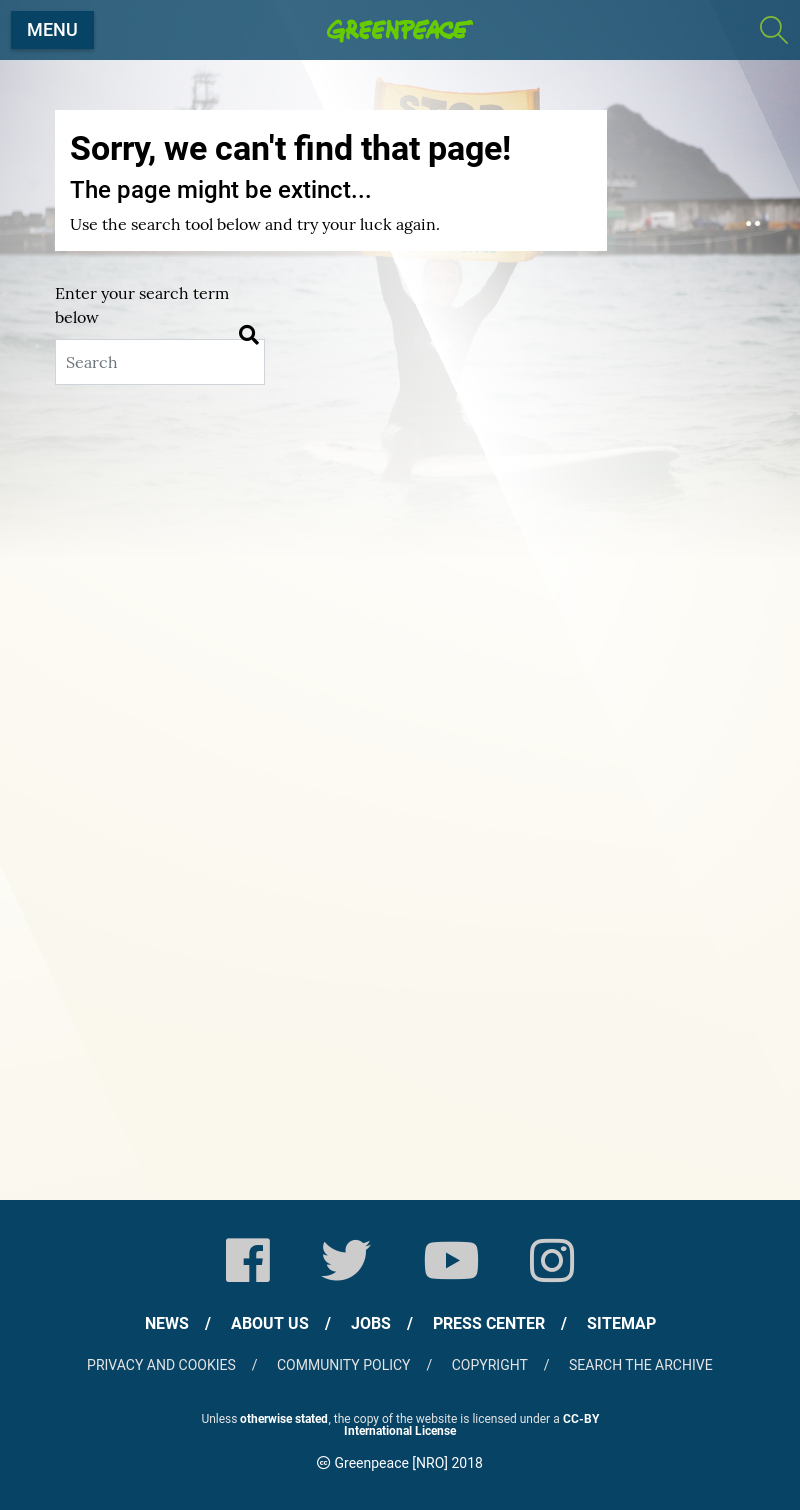 MENU
GREENPEACE
STOP
Sorry, we can't find that page!
The page might be extinct...
Use the search tool below and try your luck again.
Enter your search term
below
Search
NEWS / ABOUT US / JOBS / PRESS CENTER / SITEMAP
PRIVACY AND COOKIES / COMMUNITY POLICY / COPYRIGHT / SEARCH THE ARCHIVE
Unless otherwise stated, the copy of the website is licensed under a CC-BY
International License
Greenpeace [NRO] 2018